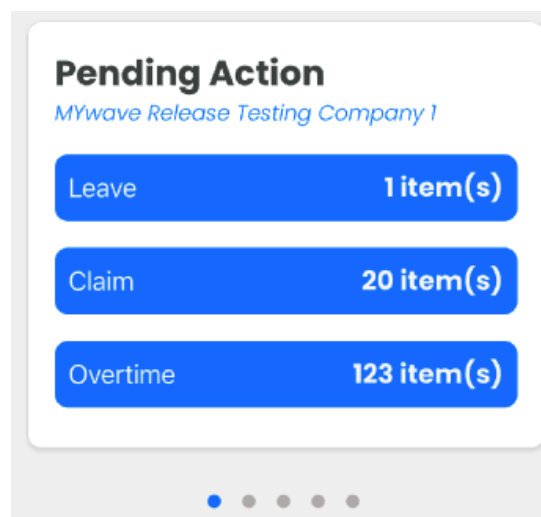 Pending Action
MYwave Release Testing Company 1
Leave 1 item(s)
Claim 20 item(s)
Overtime 123 item(s)